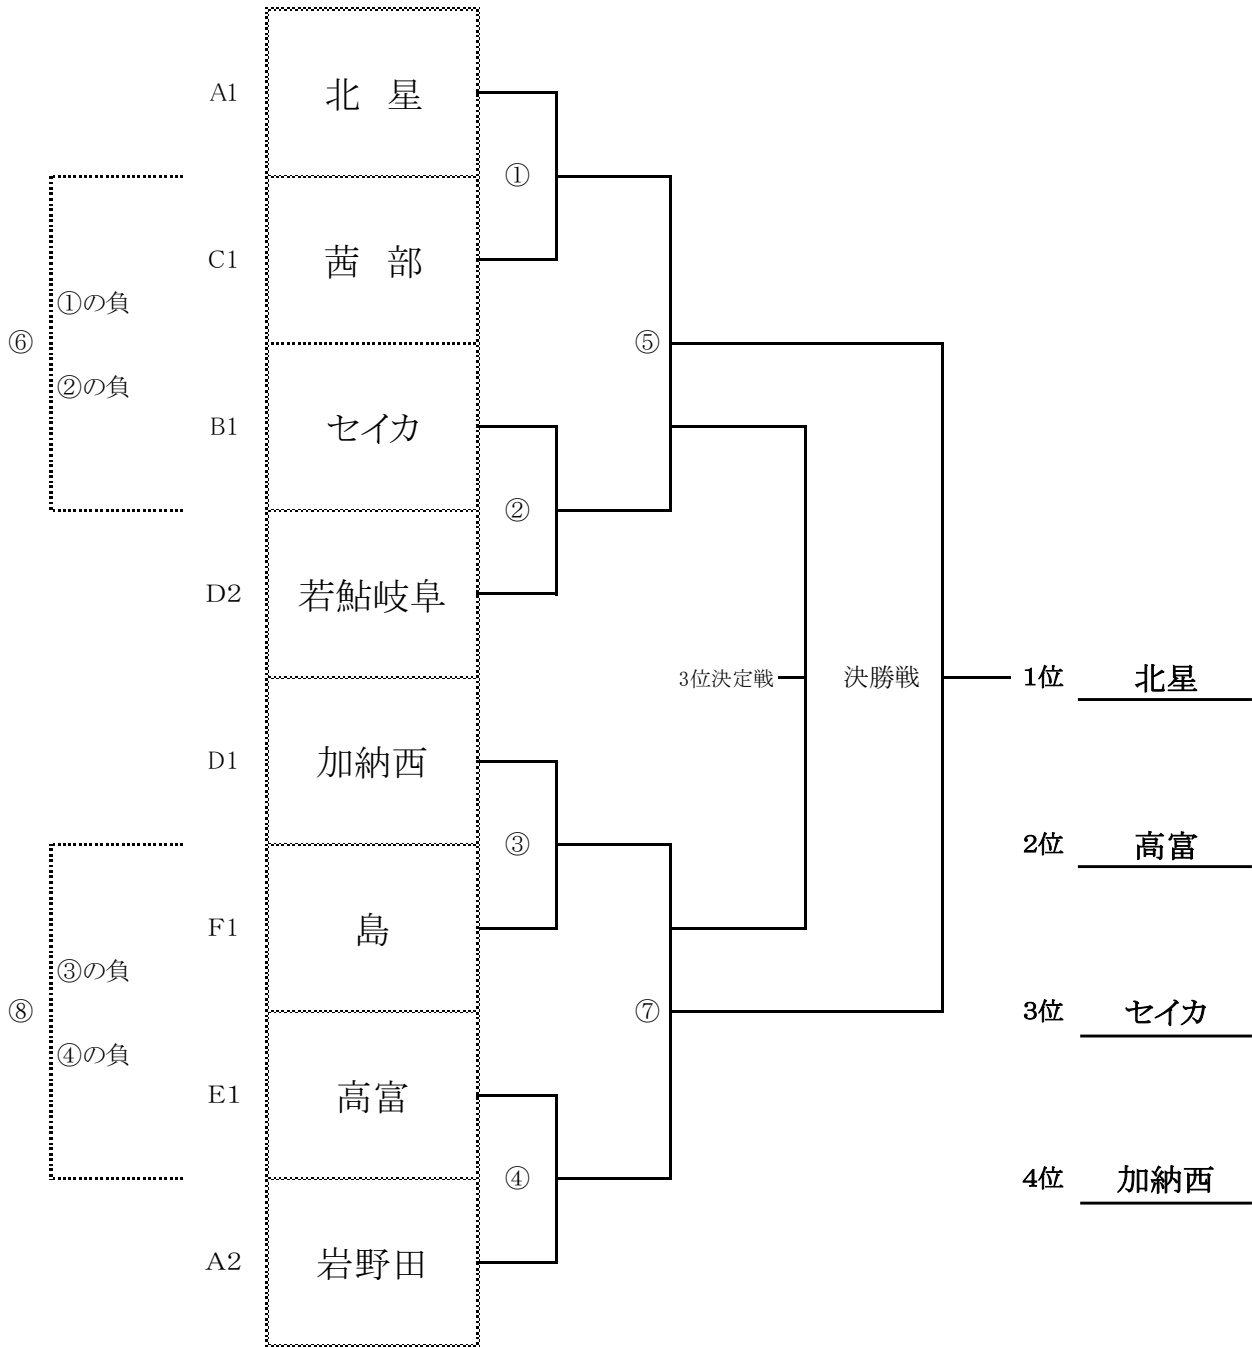 A1 北 星
①
C1 茜 部
①の負
⑥ ⑤
②の負
B1 セイカ
②
D2 若鮎岐阜
3位決定戦 決勝戦 1位 北星
D1 加納西
③ 2位 高富
F1 島
③の負
⑧ ⑦ 3位 セイカ
④の負
E1 高富
④ 4位 加納西
A2 岩野田